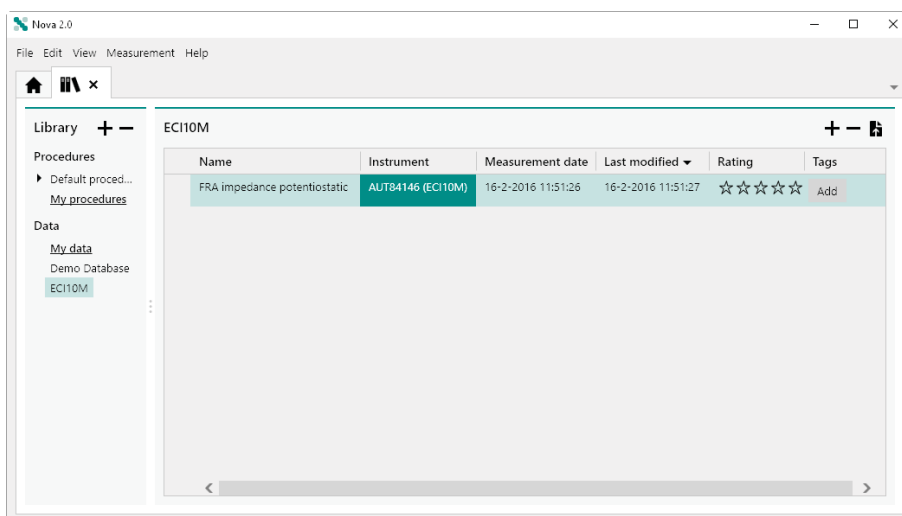 Nova 2.0
File Edit View Measurement Help
Library
Procedures
Default proced...
My procedures
Data
My data
Demo Database
ECI10M
ECI10M
Name Instrument Measurement date Last modified Rating Tags
FRA impedance potentiostatic AUT84146 (ECI10M) 16-2-2016 11:51:26 16-2-2016 11:51:27 Add